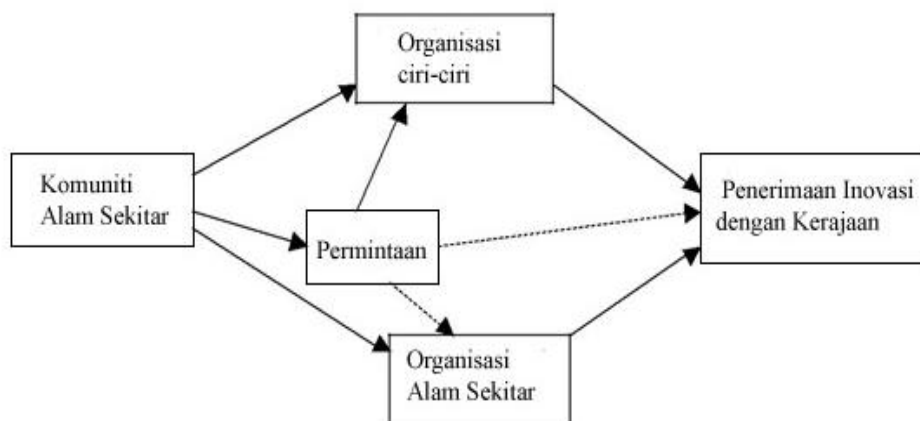 Organisasi
ciri-ciri
Komuniti
Alam Sekitar
Permintaan
Penerimaan Inovasi
dengan Kerajaan
Organisasi
Alam Sekitar